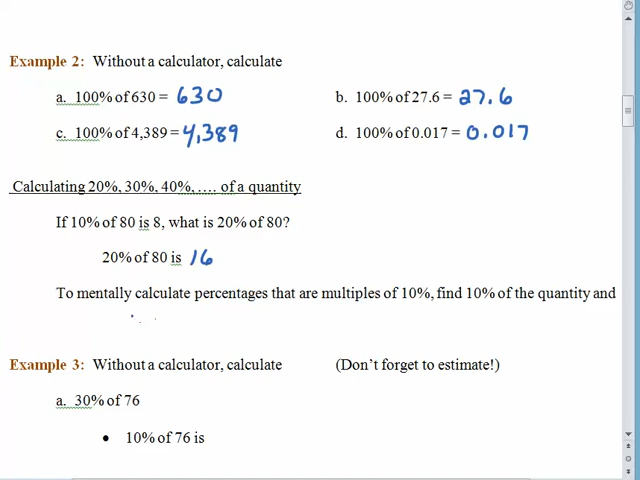 Example 2: Without a calculator, calculate
a. 100% of 630 = 630
b. 100% of 27.6 = 27.6
c. 100% of 4,389 = 4,389
d. 100% of 0.017 = 0.017
Calculating 20%, 30%, 40%, .... of a quantity
If 10% of 80 is 8, what is 20% of 80?
20% of 80 is 16
To mentally calculate percentages that are multiples of 10%, find 10% of the quantity and
Example 3: Without a calculator, calculate (Don't forget to estimate!)
a. 30% of 76
• 10% of 76 is